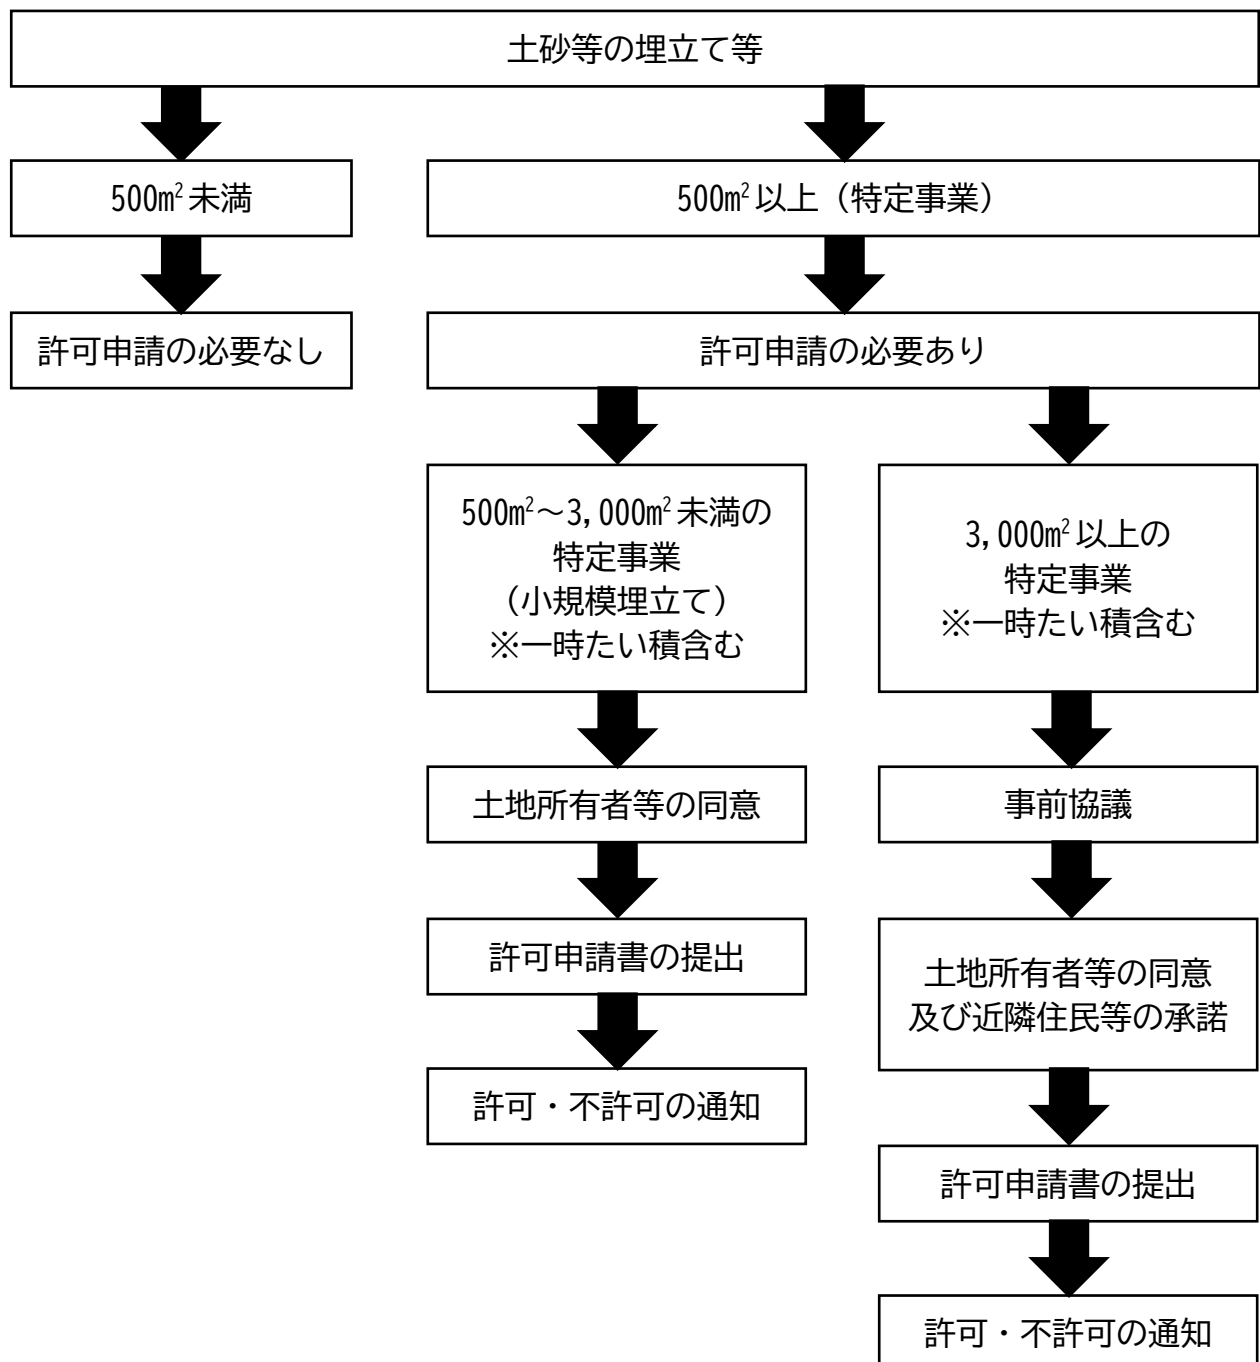 土砂等の埋立て等
500m²未満
500m²以上（特定事業）
許可申請の必要なし
許可申請の必要あり
500m²～3,000m²未満の
特定事業
（小規模埋立て）
※一時たい積含む
3,000m²以上の
特定事業
※一時たい積含む
土地所有者等の同意
事前協議
許可申請書の提出
土地所有者等の同意
及び近隣住民等の承諾
許可・不許可の通知
許可申請書の提出
許可・不許可の通知